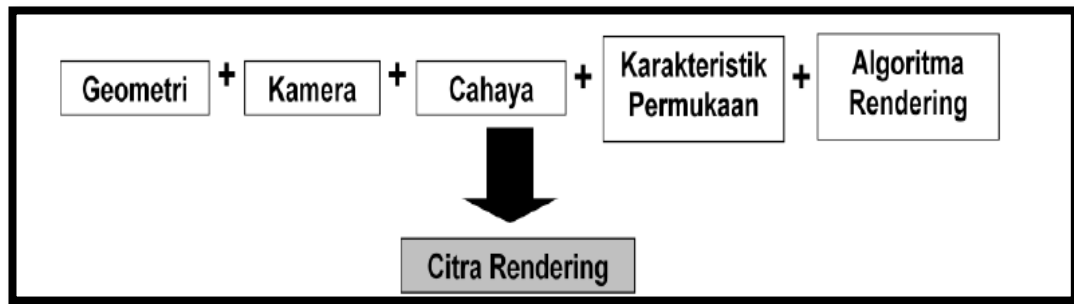 Geometri + Kamera + Cahaya + Karakteristik Permukaan + Algoritma Rendering
Citra Rendering